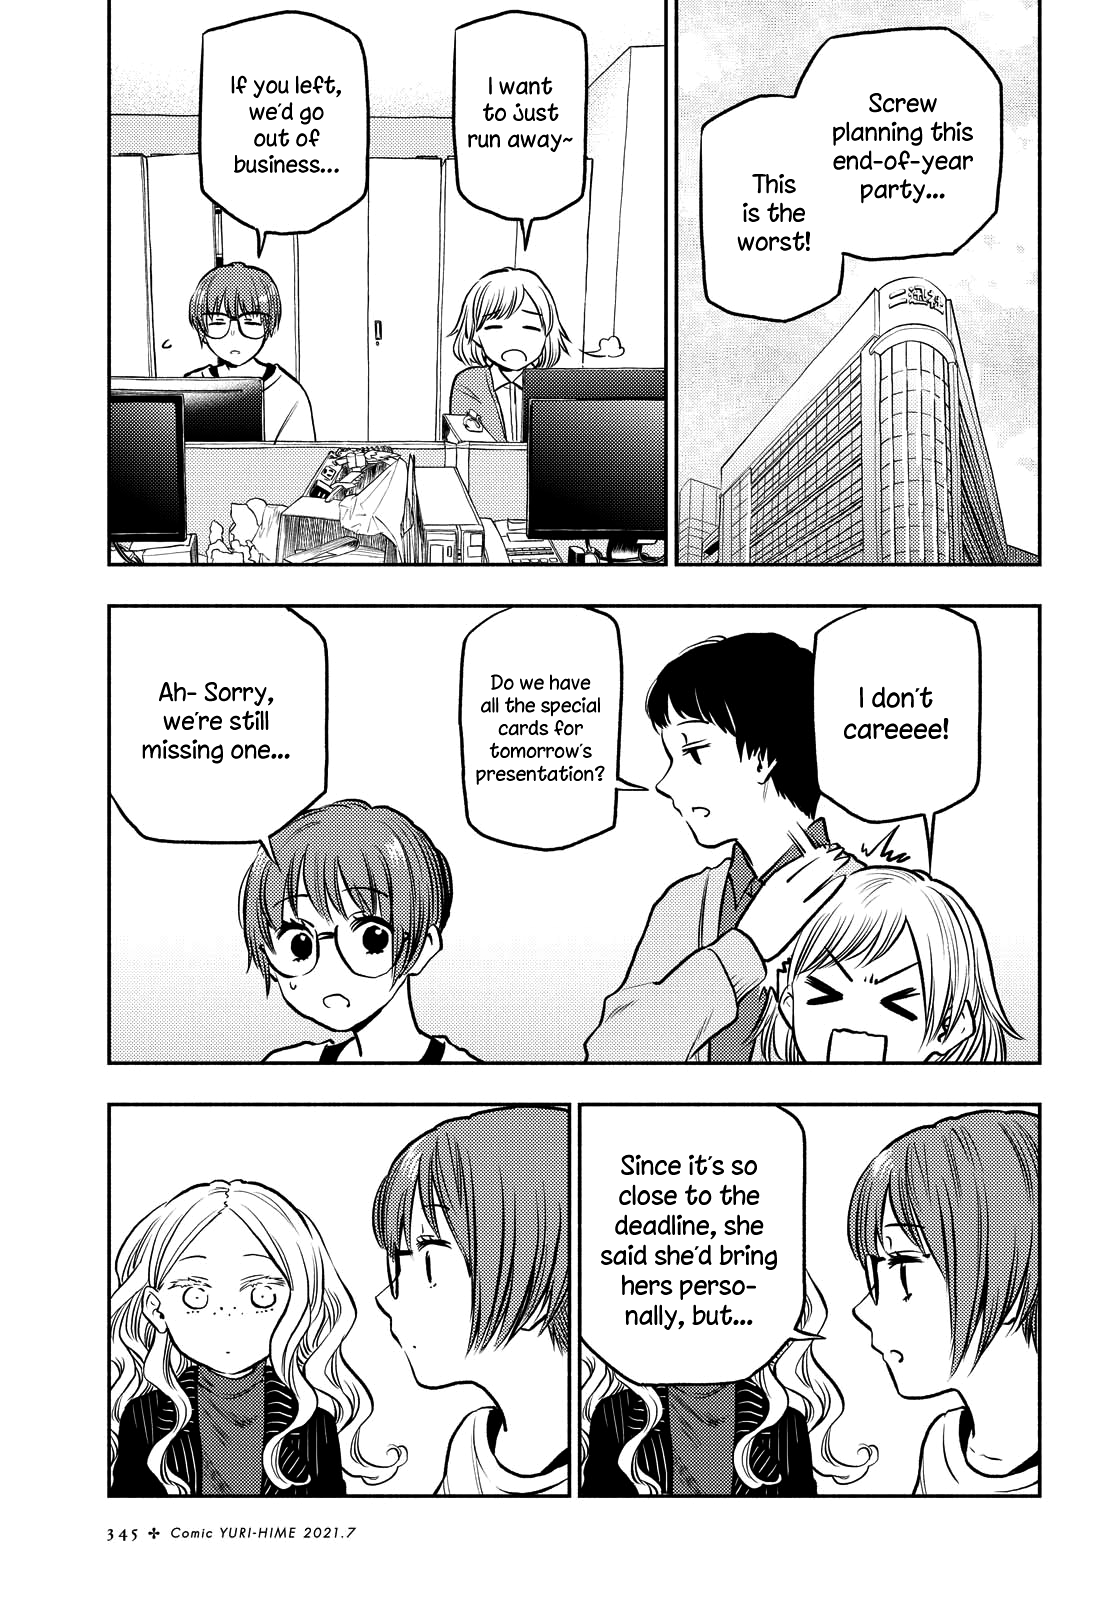 Screw
planning this
end-of-year
party...
This
is the
worst!
I want
to just
run away~
If you left,
we'd go
out of
business...
I don't
careeee!
Do we have
all the special
cards for
tomorrow's
presentation?
Ah- Sorry,
we're still
missing one...
Since it's so
close to the
deadline, she
said she'd bring
hers perso-
nally, but...
345 ✣ Comic YURI-HIME 2021.7